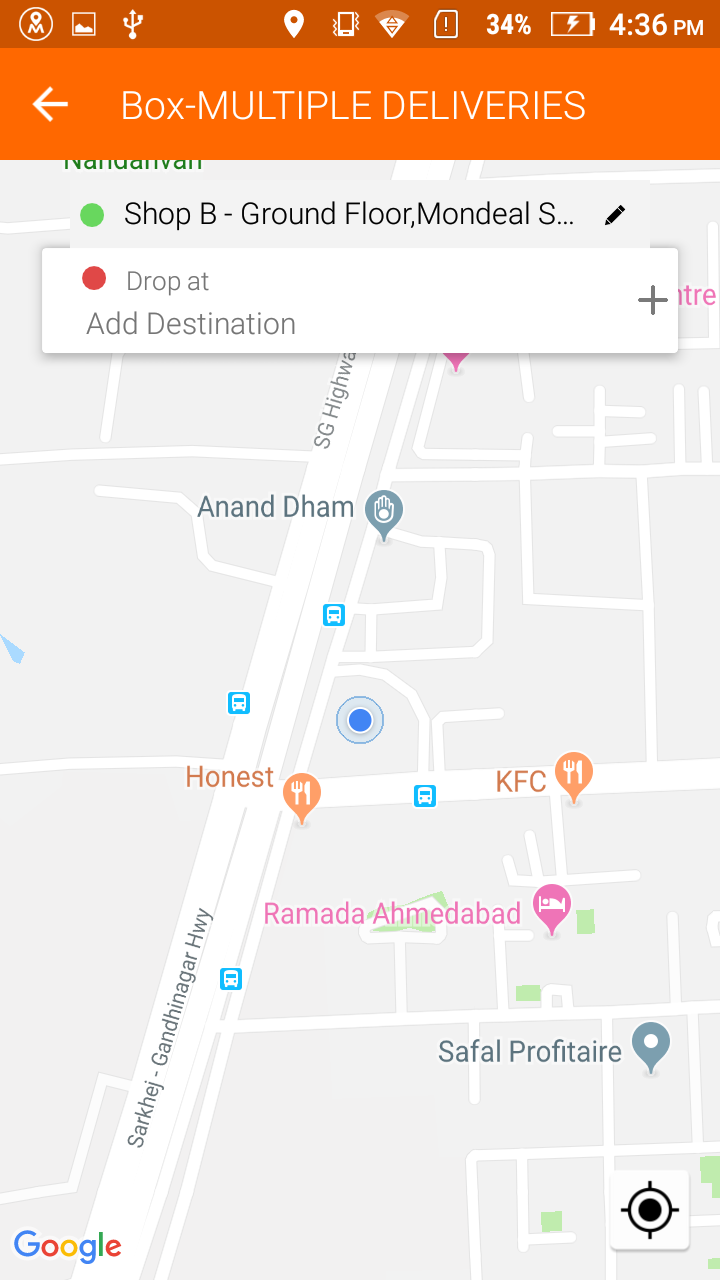 34% 4:36 PM
Box-MULTIPLE DELIVERIES
Nandanvan
Shop B - Ground Floor,Mondeal S...
Drop at
ntre
Add Destination
SG Highwa
Anand Dham
Honest
KFC
Ramada Ahmedabad
Sarkhej - Gandhinagar Hwy
Safal Profitaire
Google